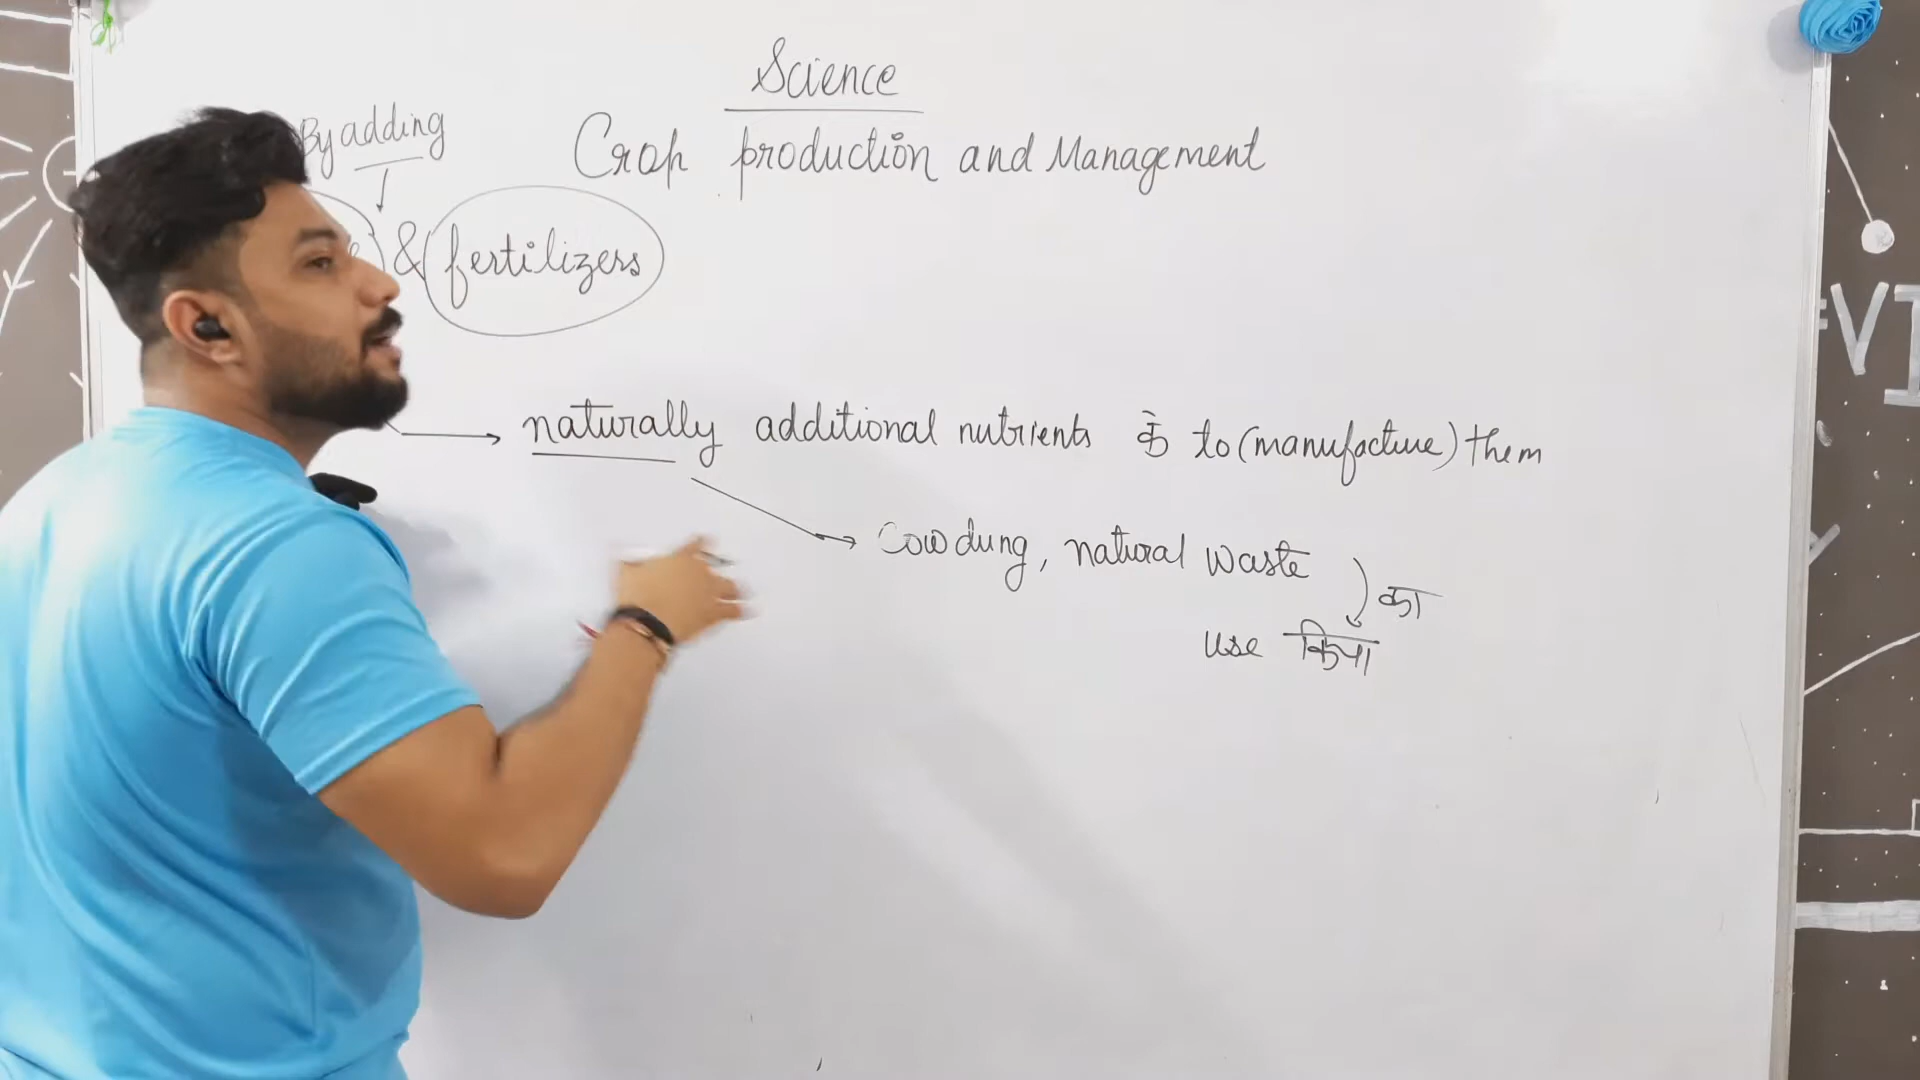 Science
Crop production and Management
By adding
& fertilizers
naturally additional nutrients के to (manufacture) them
Cow dung, natural waste
का
use किया
VI